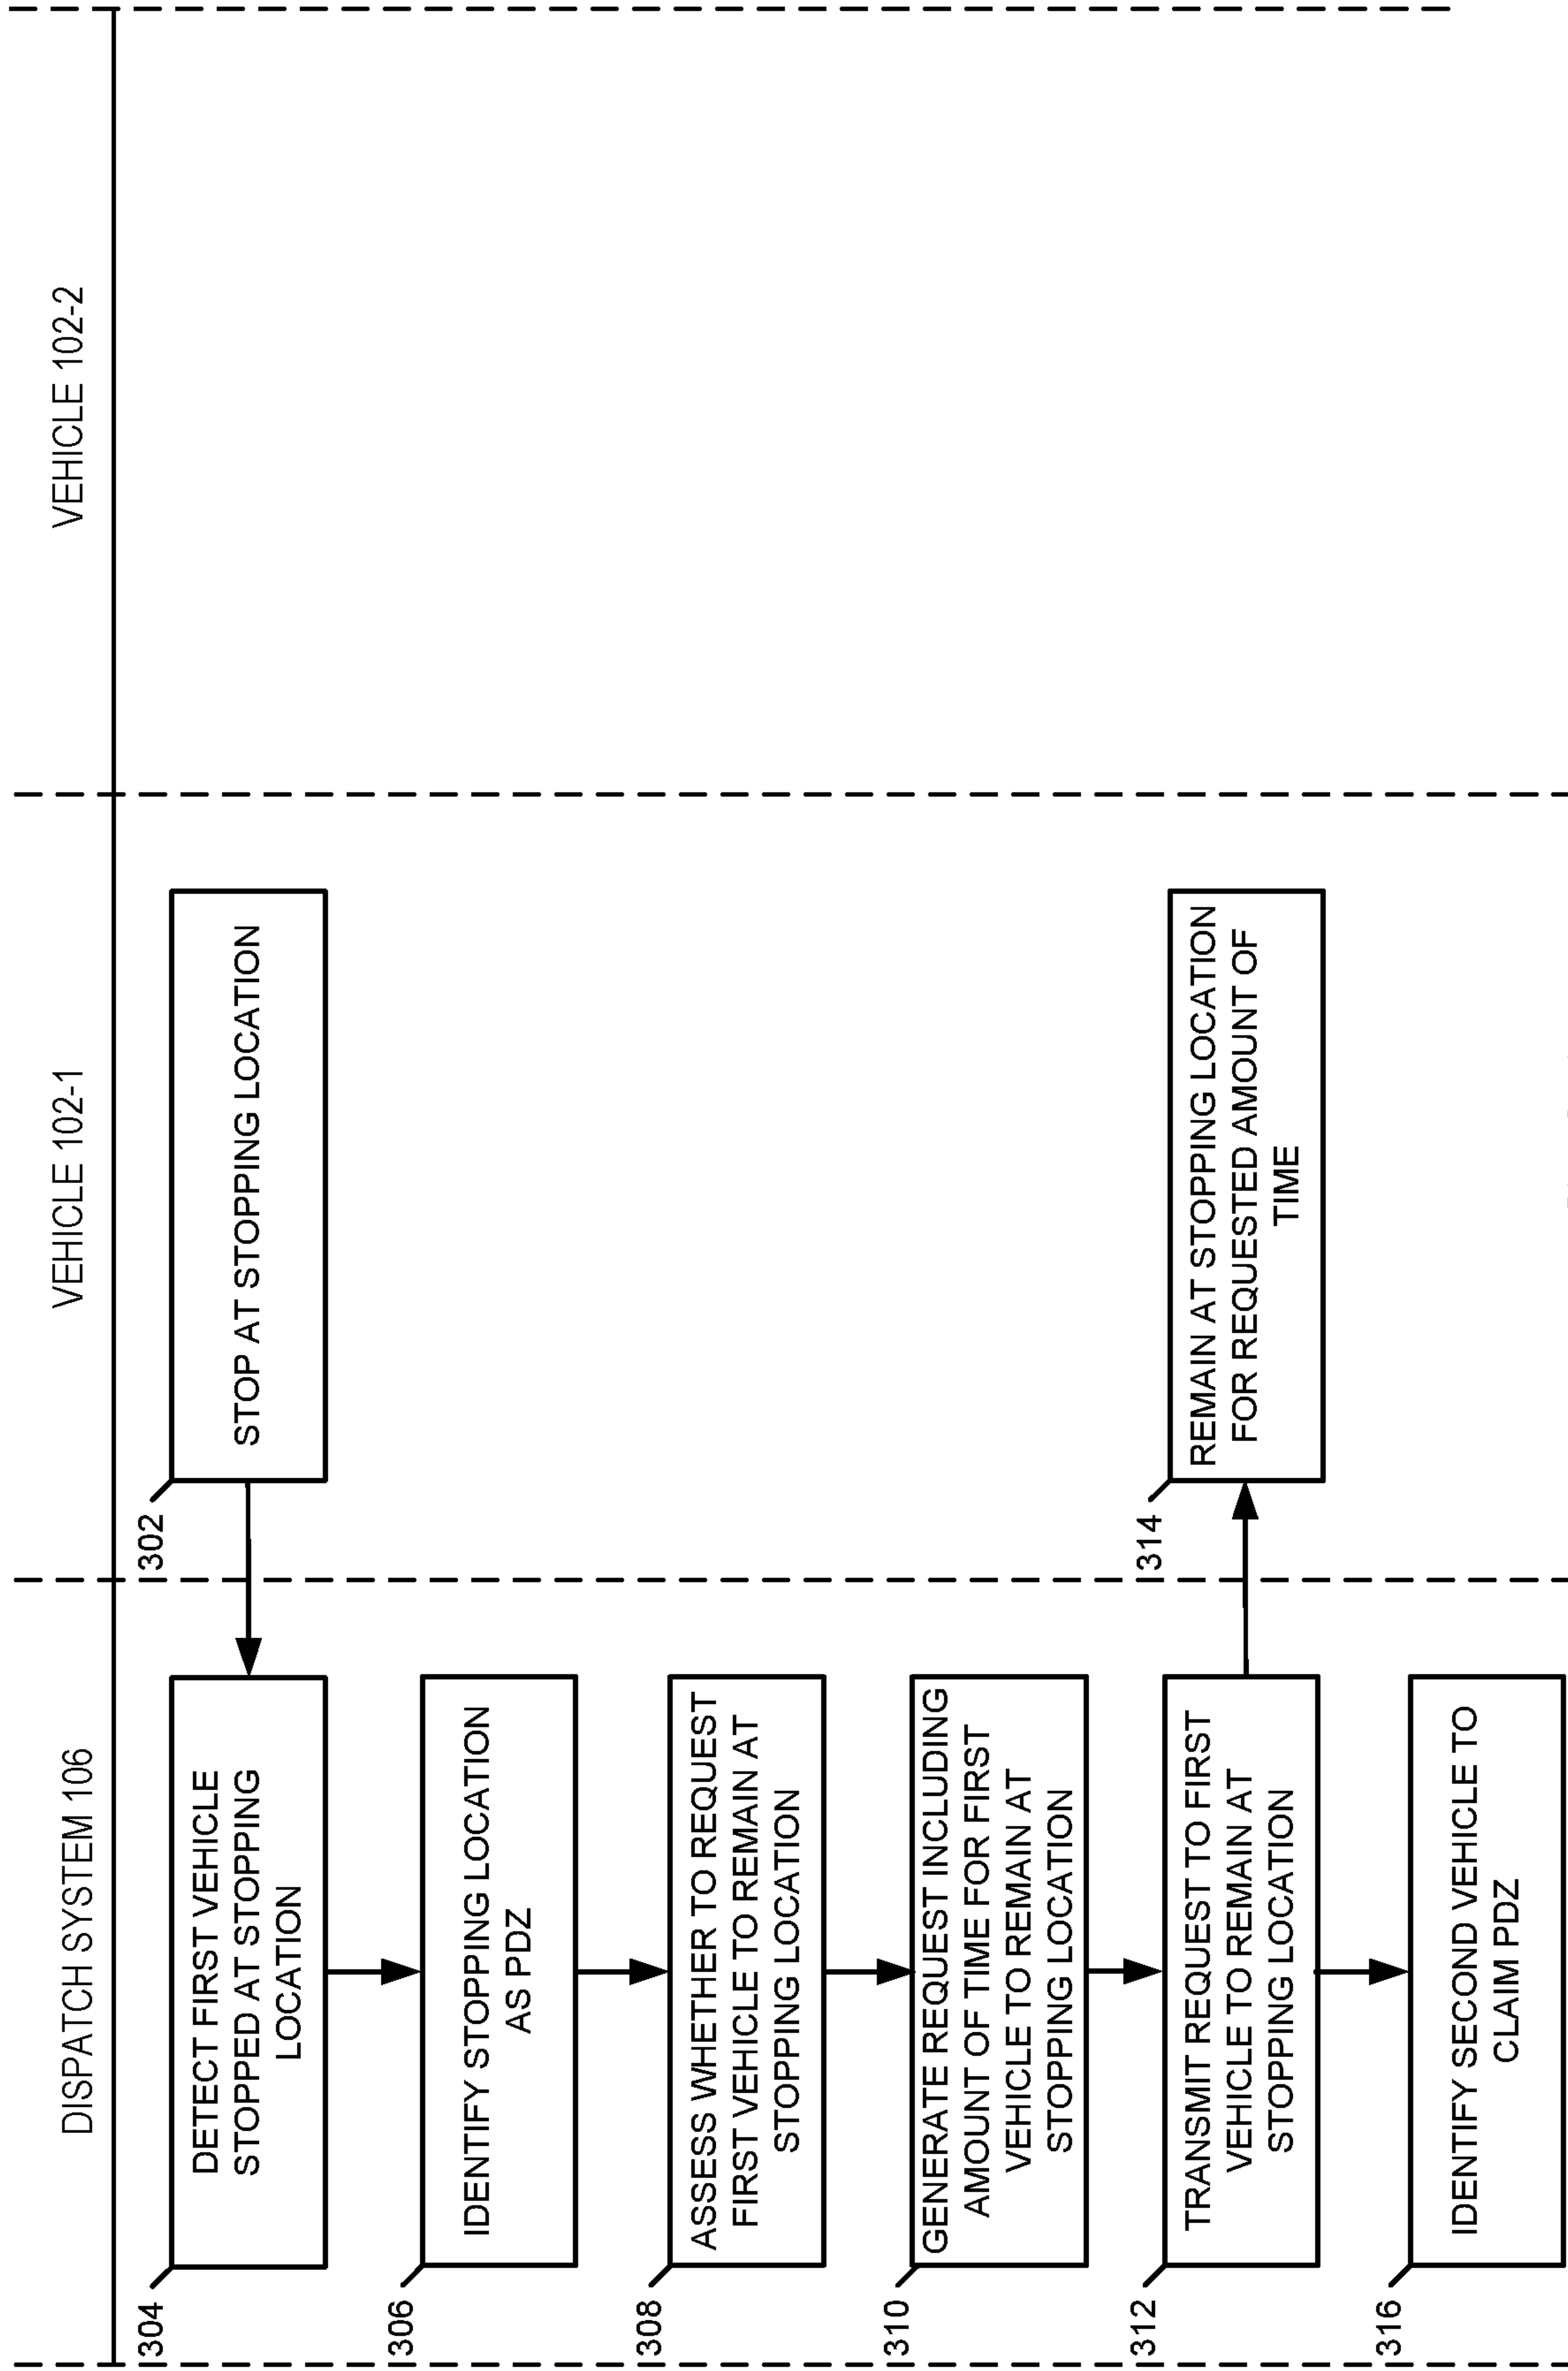 DISPATCH SYSTEM 106
VEHICLE 102-1
VEHICLE 102-2
302
STOP AT STOPPING LOCATION
304
DETECT FIRST VEHICLE
STOPPED AT STOPPING
LOCATION
306
IDENTIFY STOPPING LOCATION
AS PDZ
308
ASSESS WHETHER TO REQUEST
FIRST VEHICLE TO REMAIN AT
STOPPING LOCATION
310
GENERATE REQUEST INCLUDING
AMOUNT OF TIME FOR FIRST
VEHICLE TO REMAIN AT
STOPPING LOCATION
312
TRANSMIT REQUEST TO FIRST
VEHICLE TO REMAIN AT
STOPPING LOCATION
314
REMAIN AT STOPPING LOCATION
FOR REQUESTED AMOUNT OF
TIME
316
IDENTIFY SECOND VEHICLE TO
CLAIM PDZ